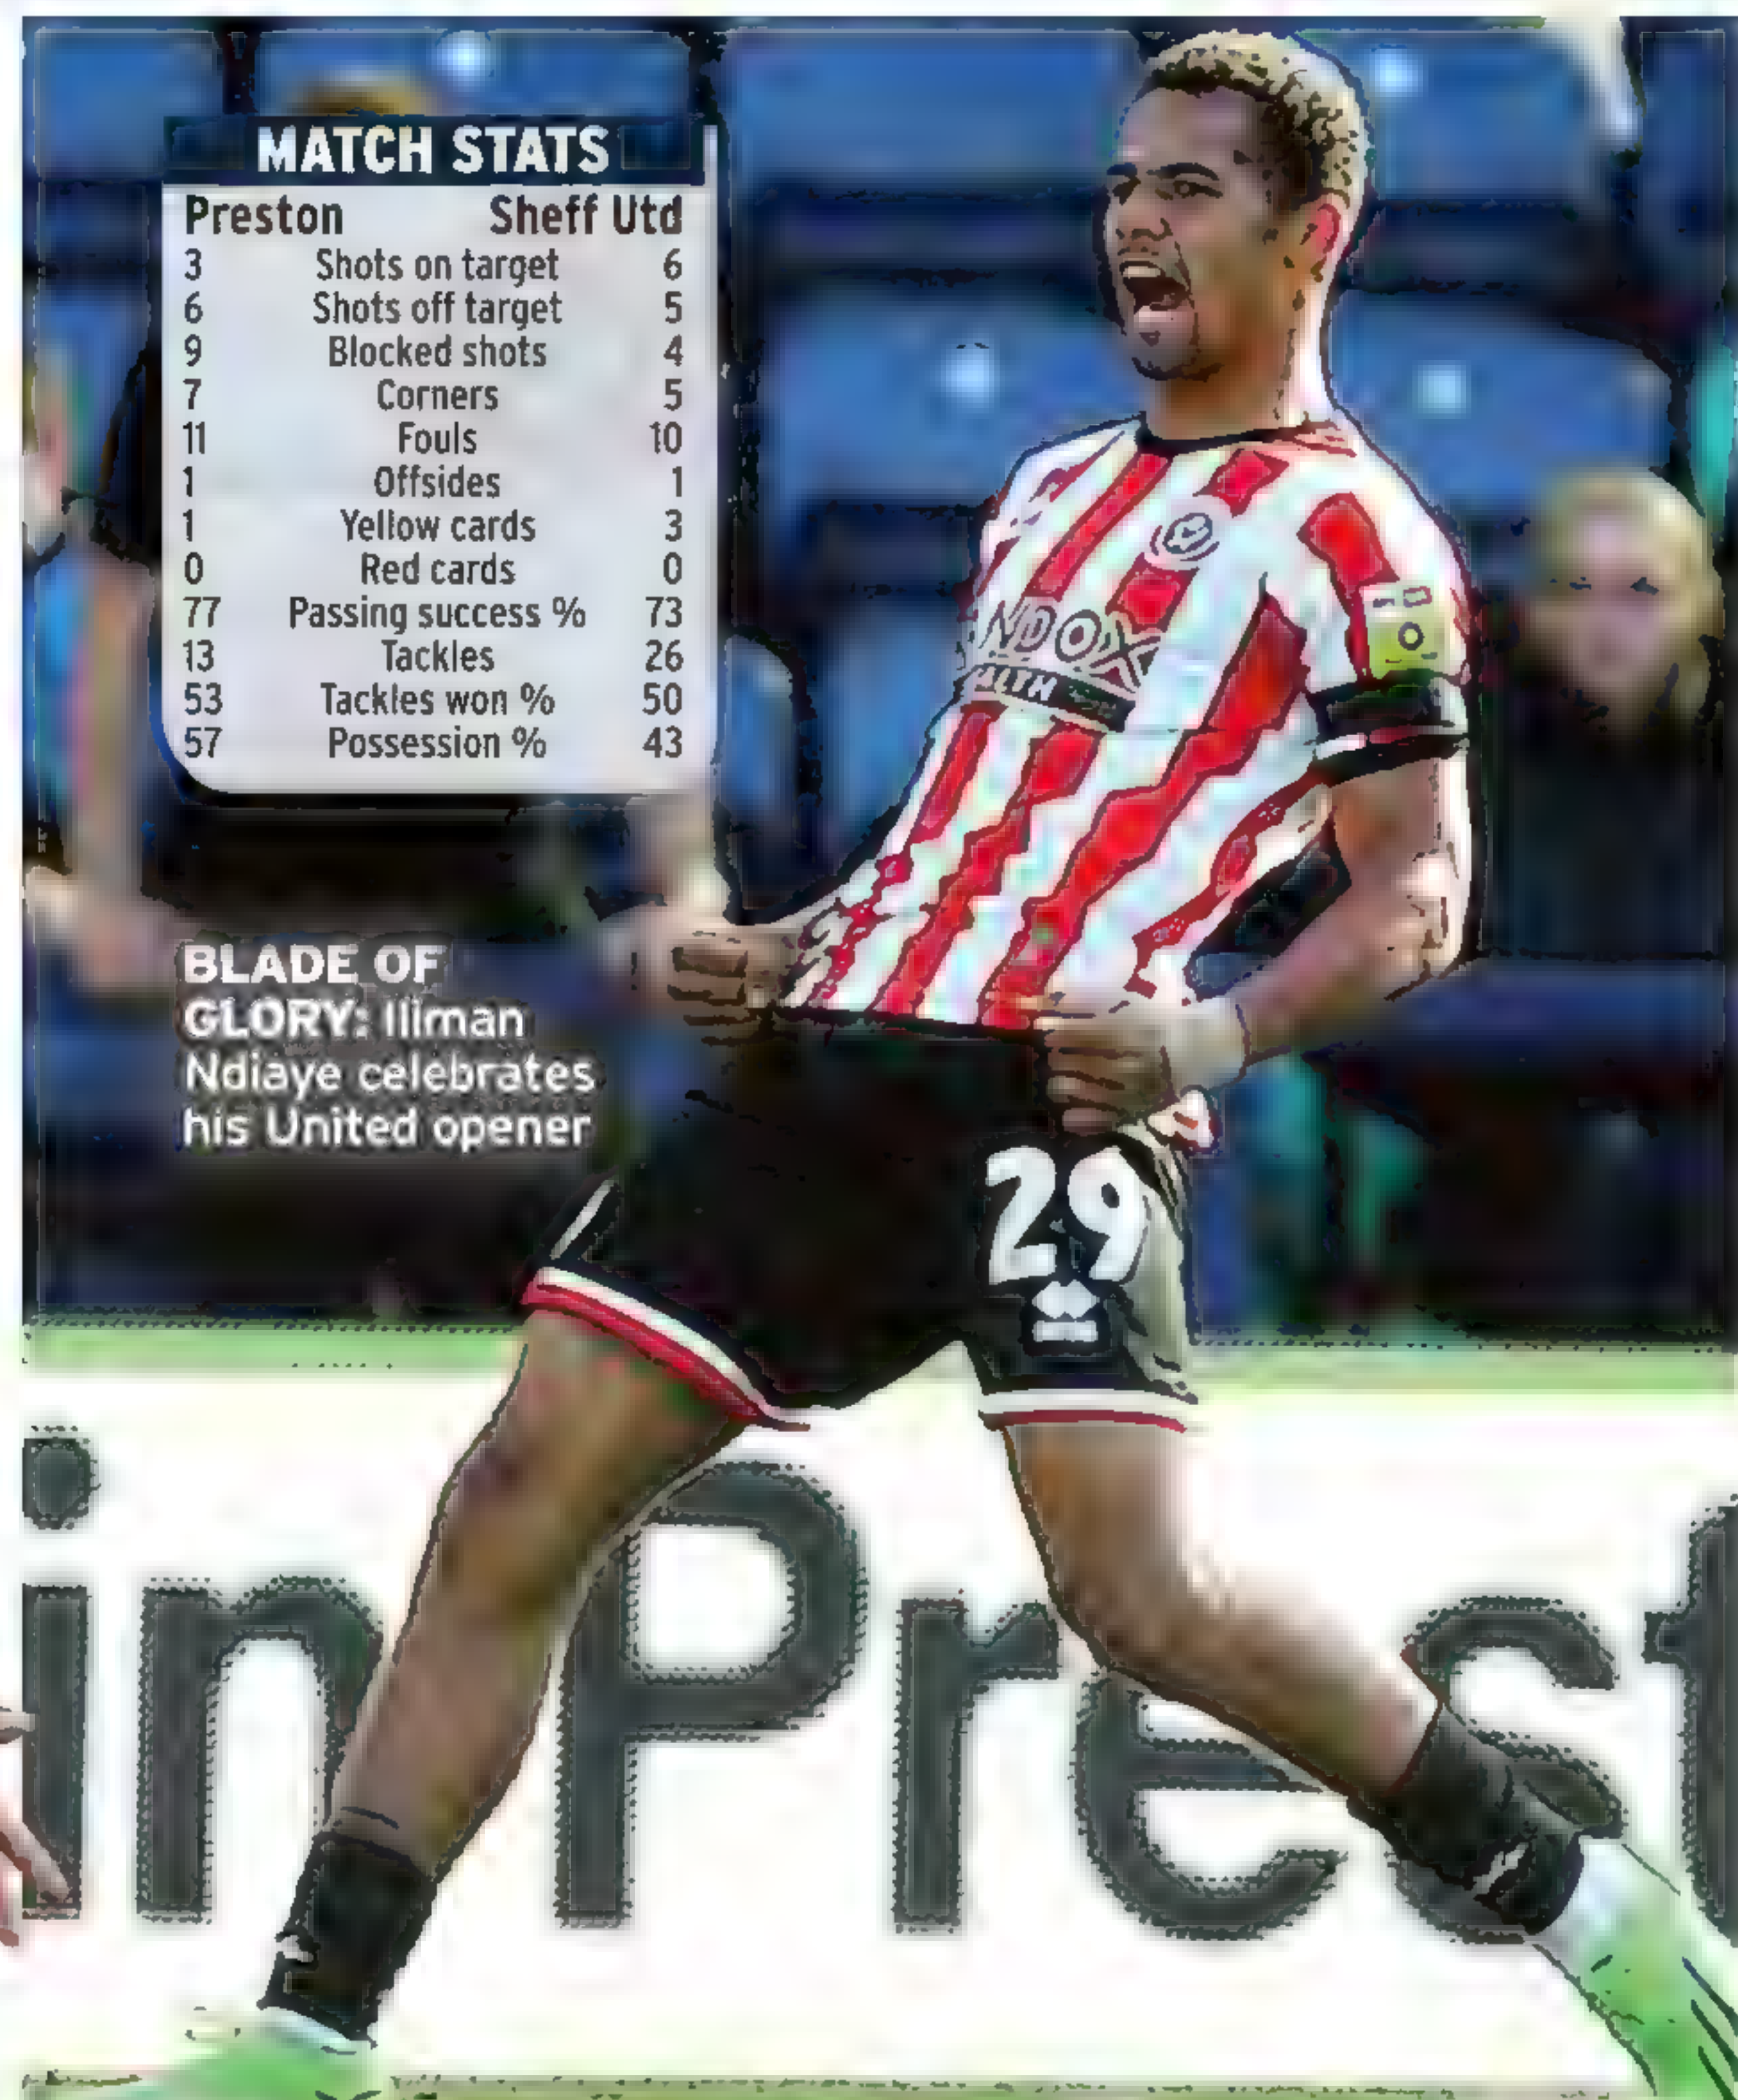 MATCH STATS
Preston Sheff Utd
3 Shots on target 6
6 Shots off target 5
9 Blocked shots 4
7 Corners 5
11 Fouls 10
1 Offsides 1
1 Yellow cards 3
0 Red cards 0
77 Passing success % 73
13 Tackles 26
53 Tackles won % 50
57 Possession % 43
NDOX
BLADE OF
GLORY: Iliman
Ndiaye celebrates
his United opener
29
in Prest